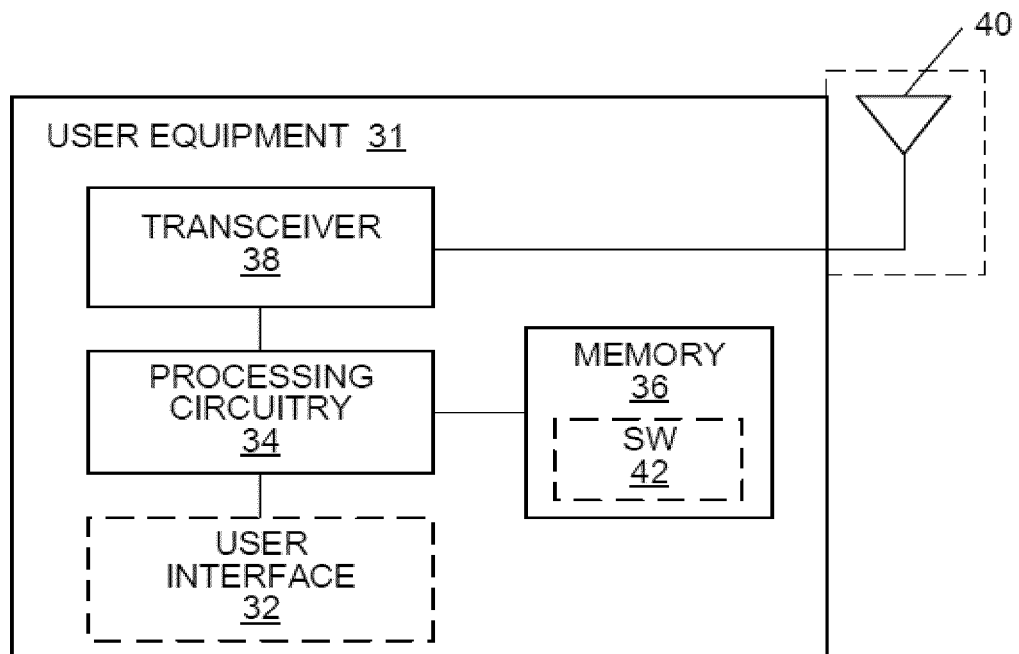 40
USER EQUIPMENT 31
TRANSCEIVER
38
PROCESSING
CIRCUITRY
34
MEMORY
36
SW
42
USER
INTERFACE
32